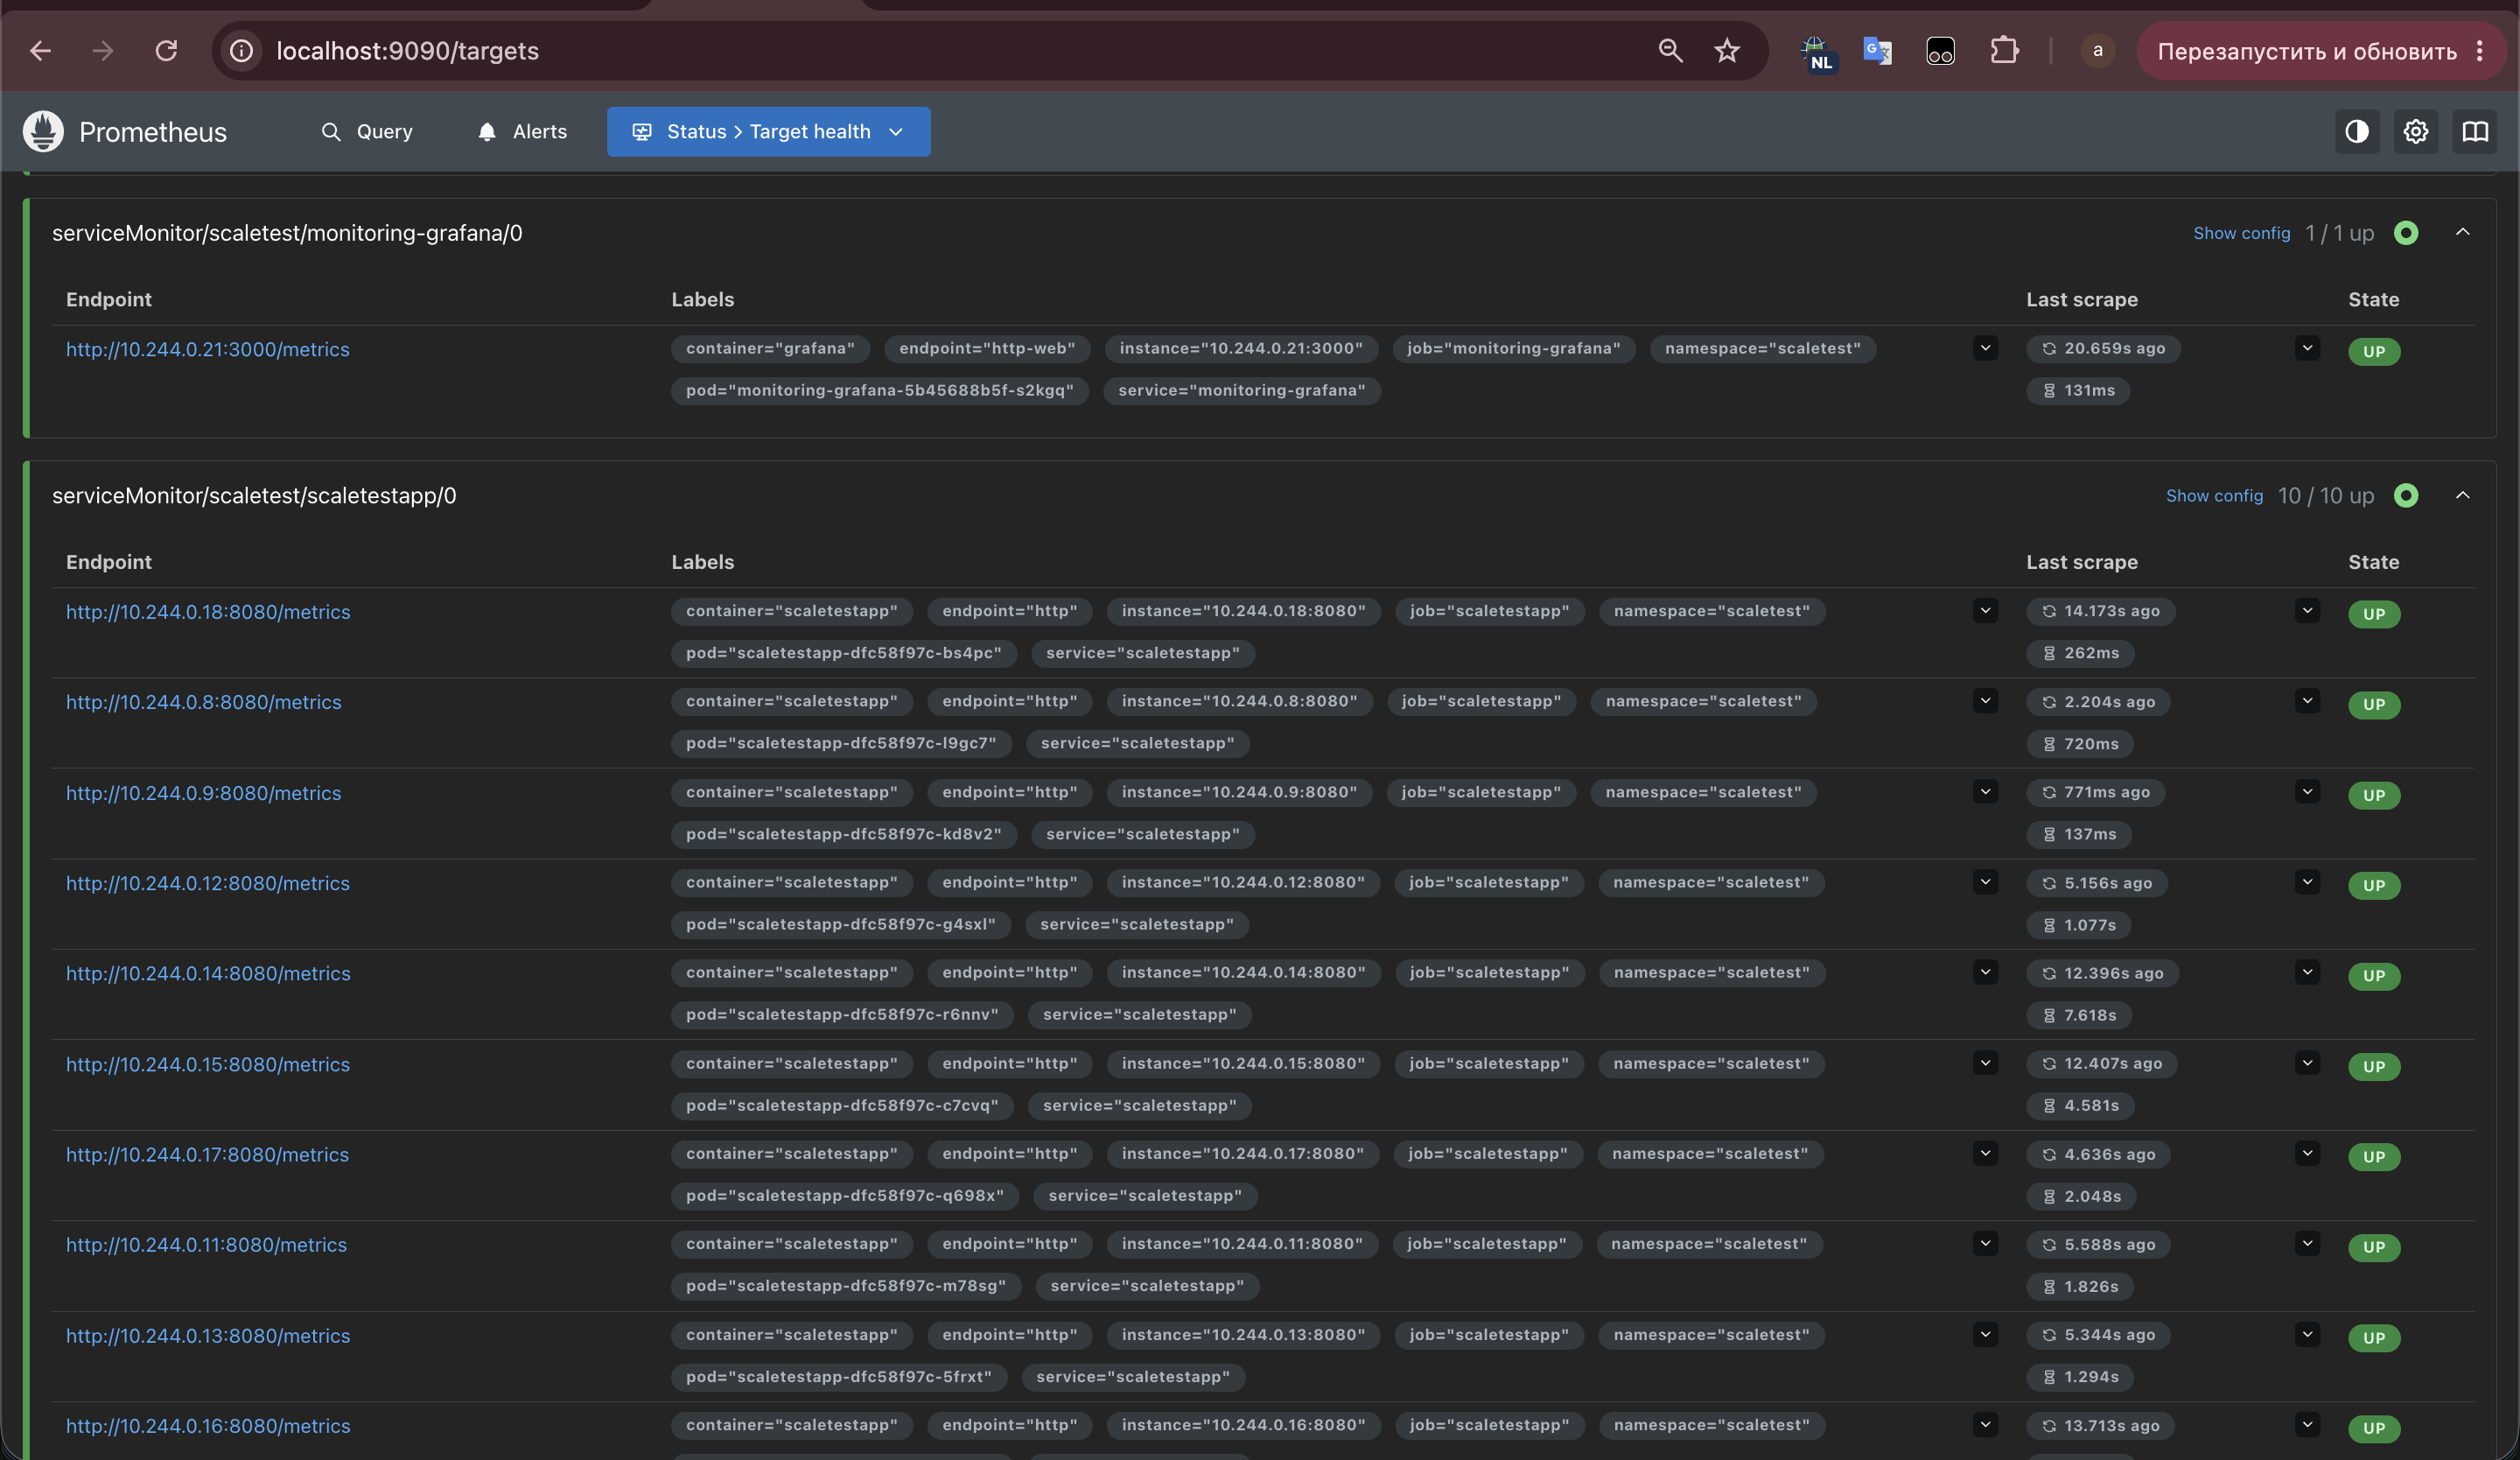 localhost:9090/targets
NL
G
a
Перезапустить и обновить
Prometheus
Query
Alerts
Status > Target health
serviceMonitor/scaletest/monitoring-grafana/0
Show config 1 / 1 up
Endpoint Labels Last scrape State
http://10.244.0.21:3000/metrics container="grafana" endpoint="http-web" instance="10.244.0.21:3000" job="monitoring-grafana" namespace="scaletest" 20.659s ago UP
pod="monitoring-grafana-5b45688b5f-s2kgq" service="monitoring-grafana" 131ms
serviceMonitor/scaletest/scaletestapp/0
Show config 10 / 10 up
Endpoint Labels Last scrape State
http://10.244.0.18:8080/metrics container="scaletestapp" endpoint="http" instance="10.244.0.18:8080" job="scaletestapp" namespace="scaletest" 14.173s ago UP
pod="scaletestapp-dfc58f97c-bs4pc" service="scaletestapp" 262ms
http://10.244.0.8:8080/metrics container="scaletestapp" endpoint="http" instance="10.244.0.8:8080" job="scaletestapp" namespace="scaletest" 2.204s ago UP
pod="scaletestapp-dfc58f97c-l9gc7" service="scaletestapp" 720ms
http://10.244.0.9:8080/metrics container="scaletestapp" endpoint="http" instance="10.244.0.9:8080" job="scaletestapp" namespace="scaletest" 771ms ago UP
pod="scaletestapp-dfc58f97c-kd8v2" service="scaletestapp" 137ms
http://10.244.0.12:8080/metrics container="scaletestapp" endpoint="http" instance="10.244.0.12:8080" job="scaletestapp" namespace="scaletest" 5.156s ago UP
pod="scaletestapp-dfc58f97c-g4sxl" service="scaletestapp" 1.077s
http://10.244.0.14:8080/metrics container="scaletestapp" endpoint="http" instance="10.244.0.14:8080" job="scaletestapp" namespace="scaletest" 12.396s ago UP
pod="scaletestapp-dfc58f97c-r6nnv" service="scaletestapp" 7.618s
http://10.244.0.15:8080/metrics container="scaletestapp" endpoint="http" instance="10.244.0.15:8080" job="scaletestapp" namespace="scaletest" 12.407s ago UP
pod="scaletestapp-dfc58f97c-c7cvq" service="scaletestapp" 4.581s
http://10.244.0.17:8080/metrics container="scaletestapp" endpoint="http" instance="10.244.0.17:8080" job="scaletestapp" namespace="scaletest" 4.636s ago UP
pod="scaletestapp-dfc58f97c-q698x" service="scaletestapp" 2.048s
http://10.244.0.11:8080/metrics container="scaletestapp" endpoint="http" instance="10.244.0.11:8080" job="scaletestapp" namespace="scaletest" 5.588s ago UP
pod="scaletestapp-dfc58f97c-m78sg" service="scaletestapp" 1.826s
http://10.244.0.13:8080/metrics container="scaletestapp" endpoint="http" instance="10.244.0.13:8080" job="scaletestapp" namespace="scaletest" 5.344s ago UP
pod="scaletestapp-dfc58f97c-5frxt" service="scaletestapp" 1.294s
http://10.244.0.16:8080/metrics container="scaletestapp" endpoint="http" instance="10.244.0.16:8080" job="scaletestapp" namespace="scaletest" 13.713s ago UP